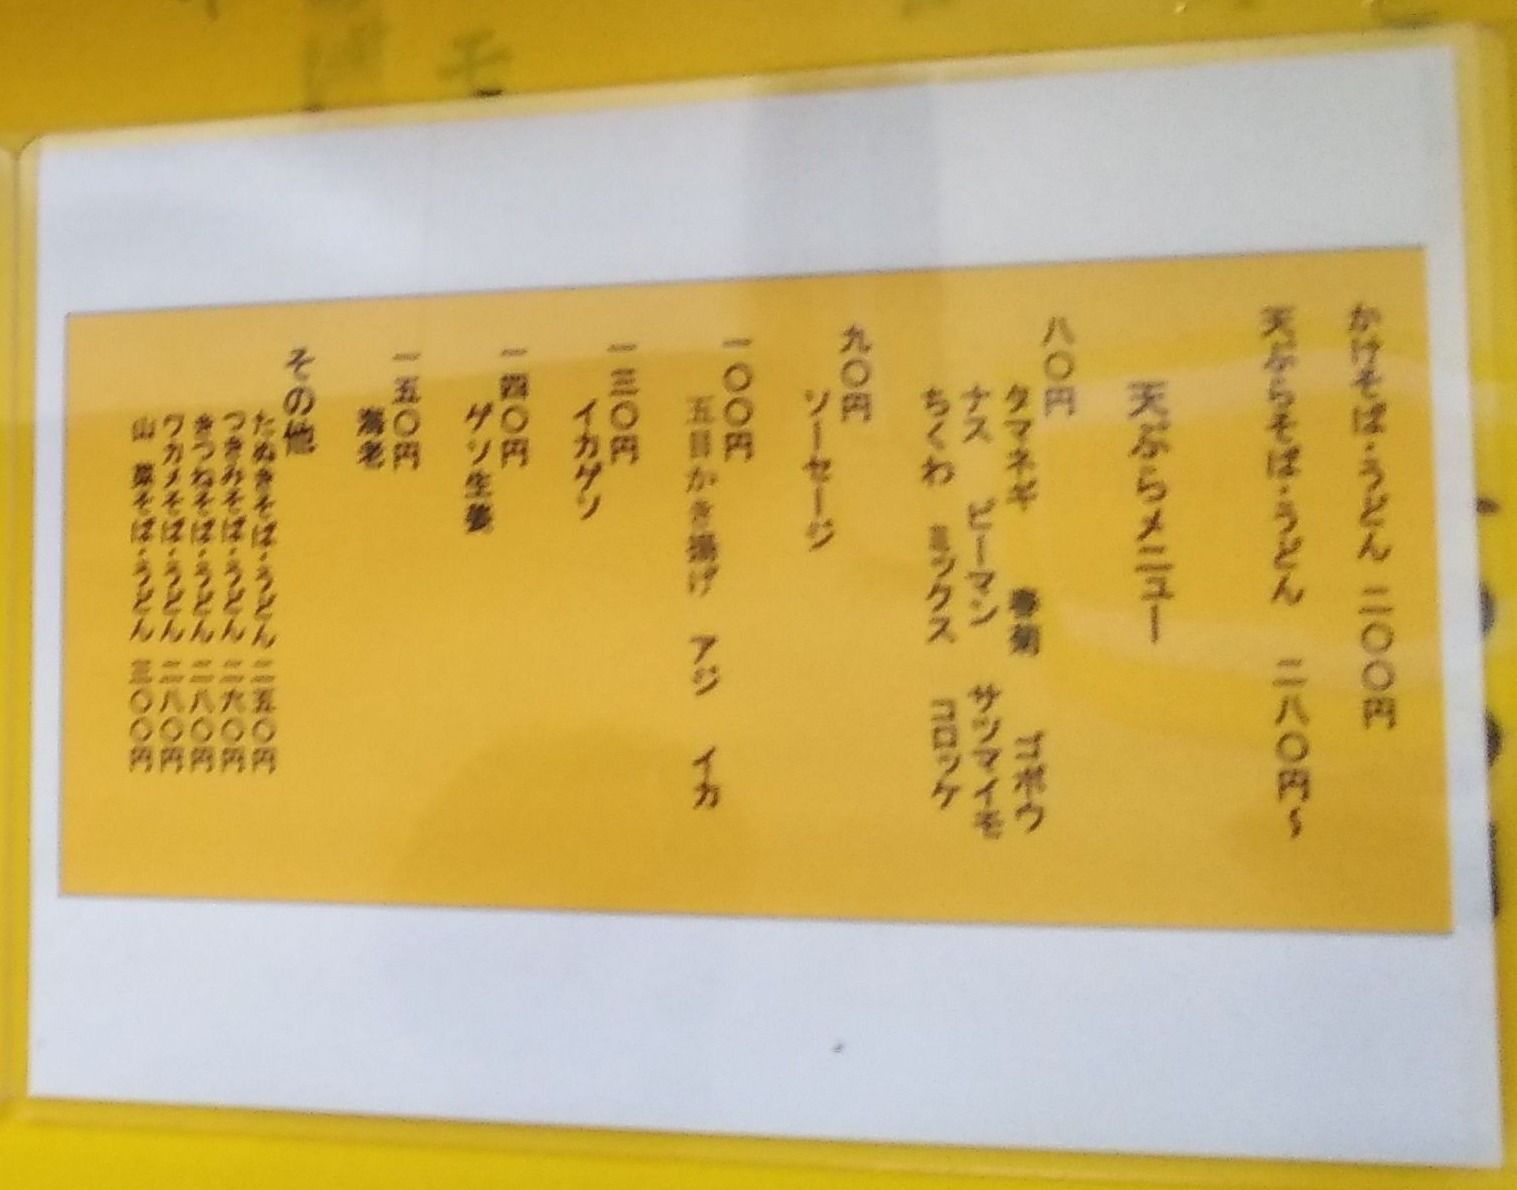 かけそば・うどん 二〇〇円
天ぷらそば・うどん 二八〇円～
天ぷらメニュー
八〇円
タマネギ 春菊 ゴボウ
ナス ピーマン サツマイモ
ちくわ ミックス コロッケ
九〇円
ソーセージ
一〇〇円
五目かき揚げ アジ イカ
一三〇円
イカゲソ
一四〇円
ゲソ生姜
一五〇円
海老
その他
たぬきそば・うどん 二五〇円
つきみそば・うどん 二六〇円
きつねそば・うどん 二八〇円
ワカメそば・うどん 二八〇円
山菜そば・うどん 三〇〇円